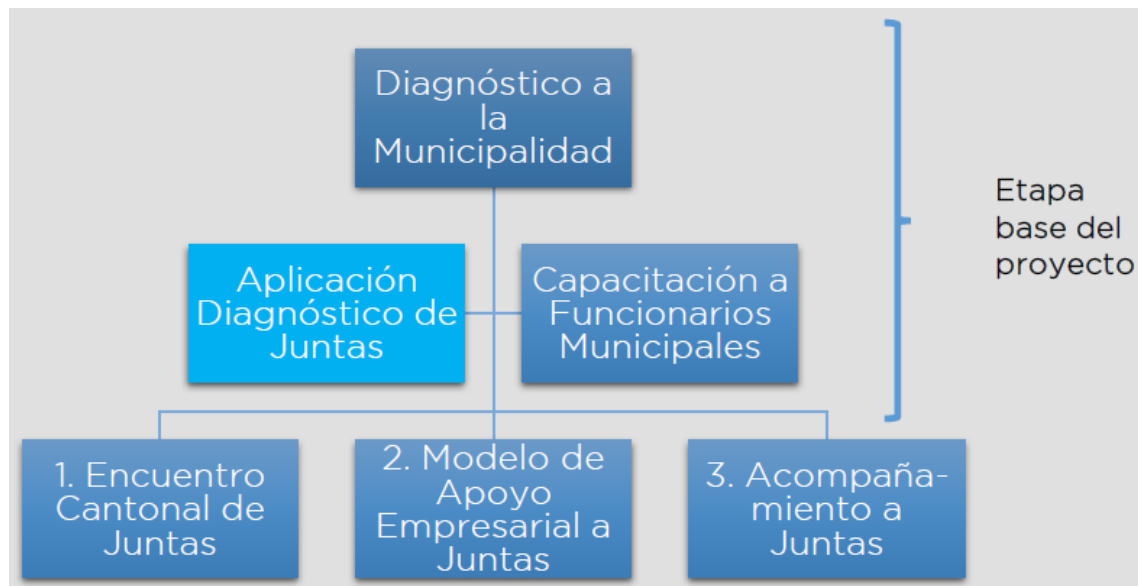 Diagnóstico a
la
Municipalidad
Etapa
base del
proyecto
Aplicación
Diagnóstico de
Juntas
Capacitación a
Funcionarios
Municipales
1. Encuentro
Cantonal de
Juntas
2. Modelo de
Apoyo
Empresarial a
Juntas
3. Acompaña-
miento a
Juntas